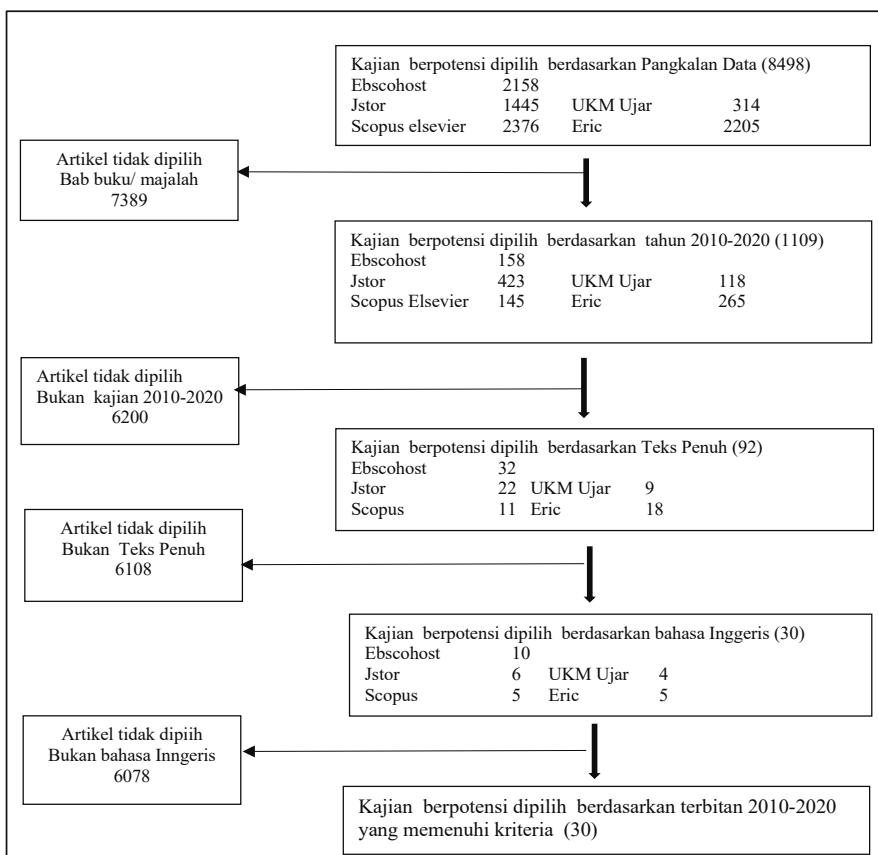 Kajian berpotensi dipilih berdasarkan Pangkalan Data (8498)
Ebscohost 2158
Jstor 1445 UKM Ujar 314
Scopus elsevier 2376 Eric 2205
Artikel tidak dipilih
Bab buku/ majalah
7389
Kajian berpotensi dipilih berdasarkan tahun 2010-2020 (1109)
Ebscohost 158
Jstor 423 UKM Ujar 118
Scopus Elsevier 145 Eric 265
Artikel tidak dipilih
Bukan kajian 2010-2020
6200
Kajian berpotensi dipilih berdasarkan Teks Penuh (92)
Ebscohost 32
Jstor 22 UKM Ujar 9
Scopus 11 Eric 18
Artikel tidak dipilih
Bukan Teks Penuh
6108
Kajian berpotensi dipilih berdasarkan bahasa Inggeris (30)
Ebscohost 10
Jstor 6 UKM Ujar 4
Scopus 5 Eric 5
Artikel tidak dipiih
Bukan bahasa Inngeris
6078
Kajian berpotensi dipilih berdasarkan terbitan 2010-2020
yang memenuhi kriteria (30)